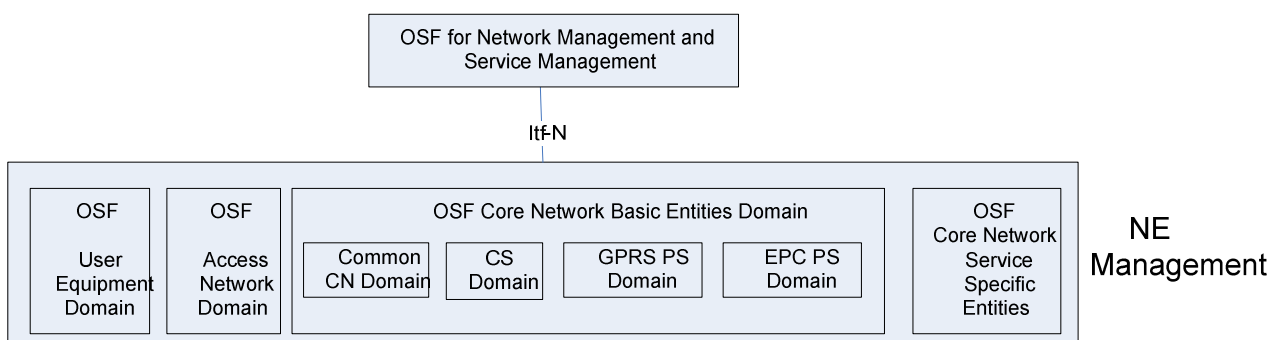 OSF for Network Management and
Service Management
Itf-N
OSF
User
Equipment
Domain
OSF
Access
Network
Domain
OSF Core Network Basic Entities Domain
Common
CN Domain
CS
Domain
GPRS PS
Domain
EPC PS
Domain
OSF
Core Network
Service
Specific
Entities
NE
Management